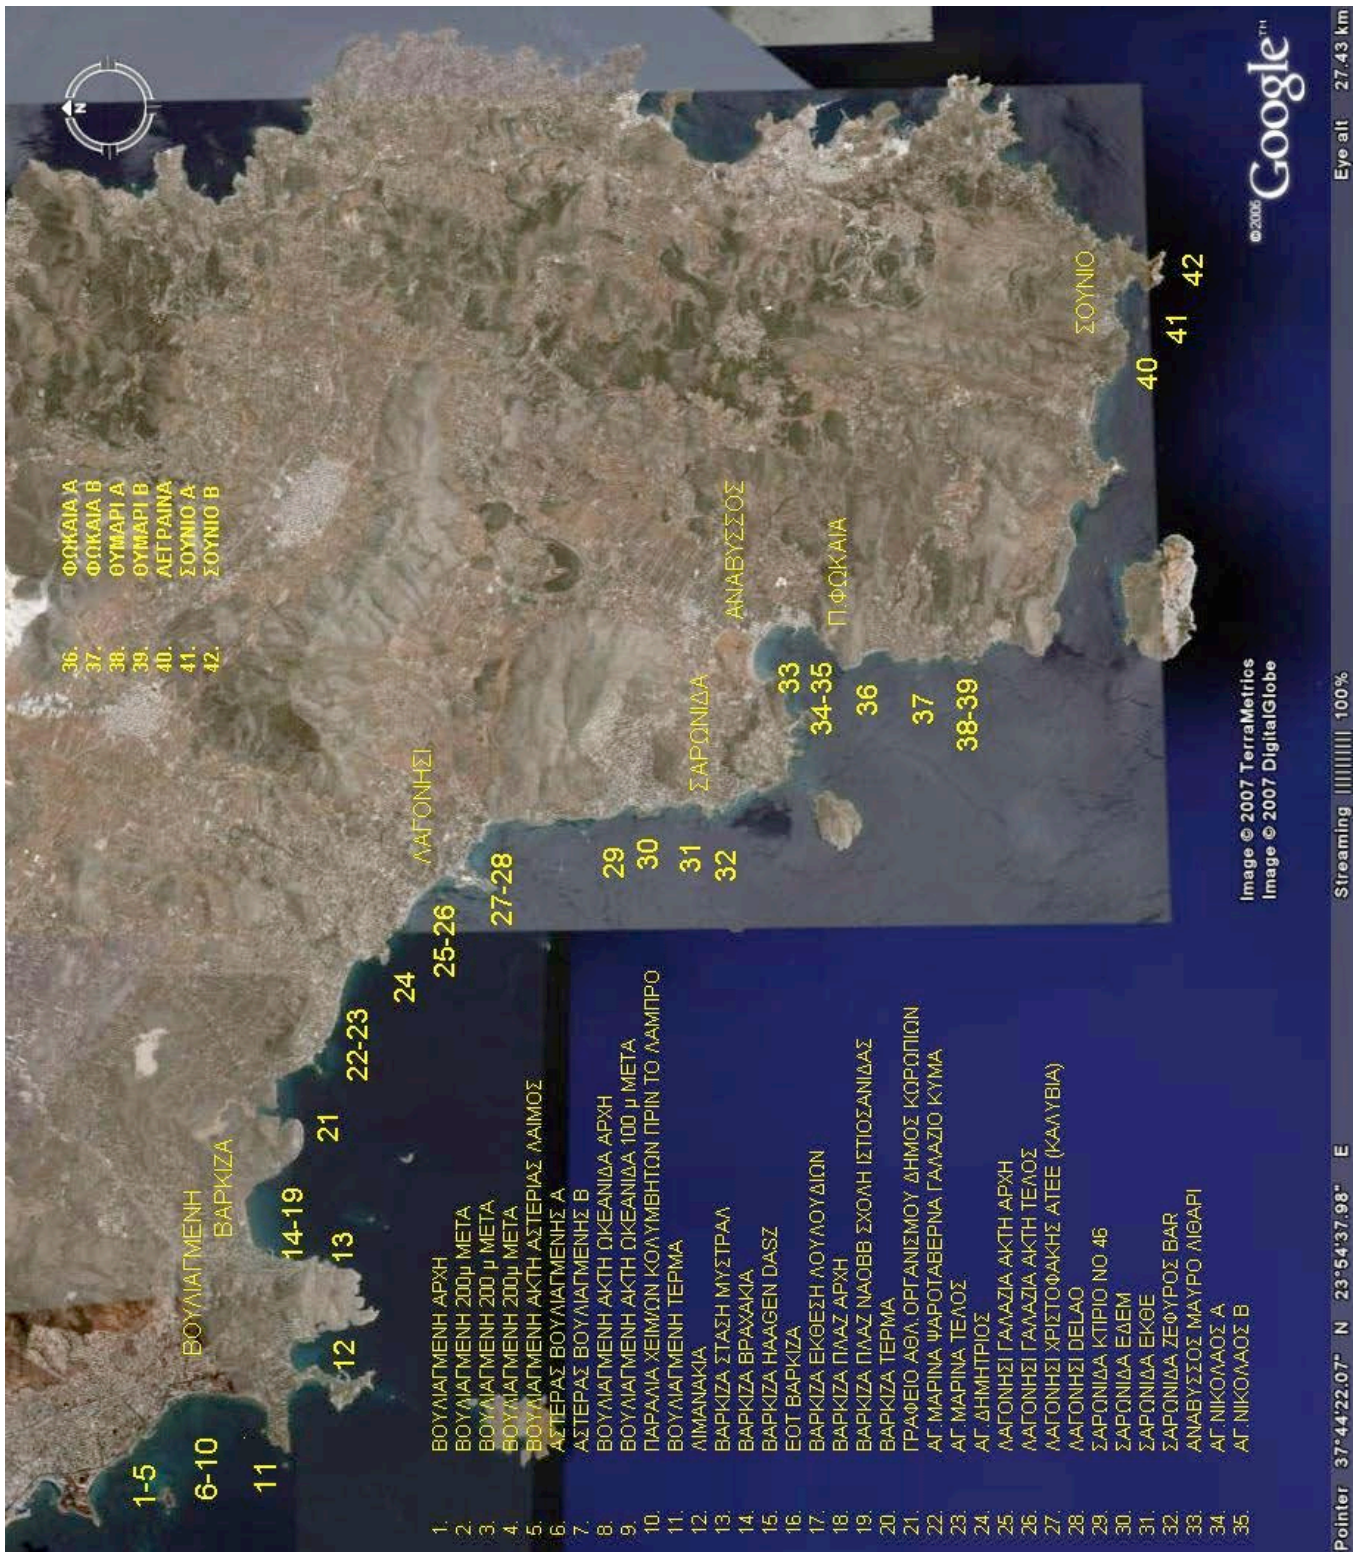 N
36. ΦΩΚΑΙΑ Α
37. ΦΩΚΑΙΑ Β
38. ΘΥΜΑΡΙ Α
39. ΘΥΜΑΡΙ Β
40. ΛΕΓΡΑΙΝΑ
41. ΣΟΥΝΙΟ Α
42. ΣΟΥΝΙΟ Β
ΒΟΥΛΙΑΓΜΕΝΗ
ΒΑΡΚΙΖΑ
ΛΑΓΟΝΗΣΙ
ΣΑΡΩΝΙΔΑ
ΑΝΑΒΥΣΣΟΣ
Π.ΦΩΚΑΙΑ
ΣΟΥΝΙΟ
1-5
6-10
11
12
13
14-19
21
22-23
24
25-26
27-28
29
30
31
32
33
34-35
36
37
38-39
40
41
42
1. ΒΟΥΛΙΑΓΜΕΝΗ ΑΡΧΗ
2. ΒΟΥΛΙΑΓΜΕΝΗ 200μ ΜΕΤΑ
3. ΒΟΥΛΙΑΓΜΕΝΗ 200 μ ΜΕΤΑ
4. ΒΟΥΛΙΑΓΜΕΝΗ 200μ ΜΕΤΑ
5. ΒΟΥΛΙΑΓΜΕΝΗ ΑΚΤΗ ΑΣΤΕΡΙΑΣ ΛΑΙΜΟΣ
6. ΑΣΤΕΡΑΣ ΒΟΥΛΙΑΓΜΕΝΗΣ Α
7. ΑΣΤΕΡΑΣ ΒΟΥΛΙΑΓΜΕΝΗΣ Β
8. ΒΟΥΛΙΑΓΜΕΝΗ ΑΚΤΗ ΩΚΕΑΝΙΔΑ ΑΡΧΗ
9. ΒΟΥΛΙΑΓΜΕΝΗ ΑΚΤΗ ΩΚΕΑΝΙΔΑ 100 μ ΜΕΤΑ
10. ΠΑΡΑΛΙΑ ΧΕΙΜΩΝ ΚΟΛΥΜΒΗΤΩΝ ΠΡΙΝ ΤΟ ΛΑΜΠΡΟ
11. ΒΟΥΛΙΑΓΜΕΝΗ ΤΕΡΜΑ
12. ΛΙΜΑΝΑΚΙΑ
13. ΒΑΡΚΙΖΑ ΣΤΑΣΗ ΜΥΣΤΡΑΛ
14. ΒΑΡΚΙΖΑ ΒΡΑΧΑΚΙΑ
15. ΒΑΡΚΙΖΑ HAAGEN DASZ
16. ΕΟΤ ΒΑΡΚΙΖΑ
17. ΒΑΡΚΙΖΑ ΕΚΘΕΣΗ ΛΟΥΛΟΥΔΙΩΝ
18. ΒΑΡΚΙΖΑ ΠΛΑΖ ΑΡΧΗ
19. ΒΑΡΚΙΖΑ ΠΛΑΖ ΝΑΟΒΒ ΣΧΟΛΗ ΙΣΤΙΟΣΑΝΙΔΑΣ
20. ΒΑΡΚΙΖΑ ΤΕΡΜΑ
21. ΓΡΑΦΕΙΟ ΑΘΛ.ΟΡΓΑΝΙΣΜΟΥ ΔΗΜΟΣ ΚΩΡΩΠΙΩΝ
22. ΑΓ.ΜΑΡΙΝΑ ΨΑΡΟΤΑΒΕΡΝΑ ΓΑΛΑΖΙΟ ΚΥΜΑ
23. ΑΓ. ΜΑΡΙΝΑ ΤΕΛΟΣ
24. ΑΓ. ΔΗΜΗΤΡΙΟΣ
25. ΛΑΓΟΝΗΣΙ ΓΑΛΑΖΙΑ ΑΚΤΗ ΑΡΧΗ
26. ΛΑΓΟΝΗΣΙ ΓΑΛΑΖΙΑ ΑΚΤΗ ΤΕΛΟΣ
27. ΛΑΓΟΝΗΣΙ ΧΡΙΣΤΟΦΑΚΗΣ ΑΤΕΕ (ΚΑΛΥΒΙΑ)
28. ΛΑΓΟΝΗΣΙ DELAO
29. ΣΑΡΩΝΙΔΑ ΚΤΙΡΙΟ ΝΟ 46
30. ΣΑΡΩΝΙΔΑ ΕΔΕΜ
31. ΣΑΡΩΝΙΔΑ ΕΚΘΕ
32. ΣΑΡΩΝΙΔΑ ΖΕΦΥΡΟΣ BAR
33. ΑΝΑΒΥΣΣΟΣ ΜΑΥΡΟ ΛΙΘΑΡΙ
34. ΑΓ. ΝΙΚΟΛΑΟΣ Α
35. ΑΓ. ΝΙΚΟΛΑΟΣ Β
Image © 2007 TerraMetrics
Image © 2007 DigitalGlobe
©2006 Google™
Pointer 37°44'22.07" N 23°54'37.98" E Streaming |||||||||| 100% Eye alt 27.43 km